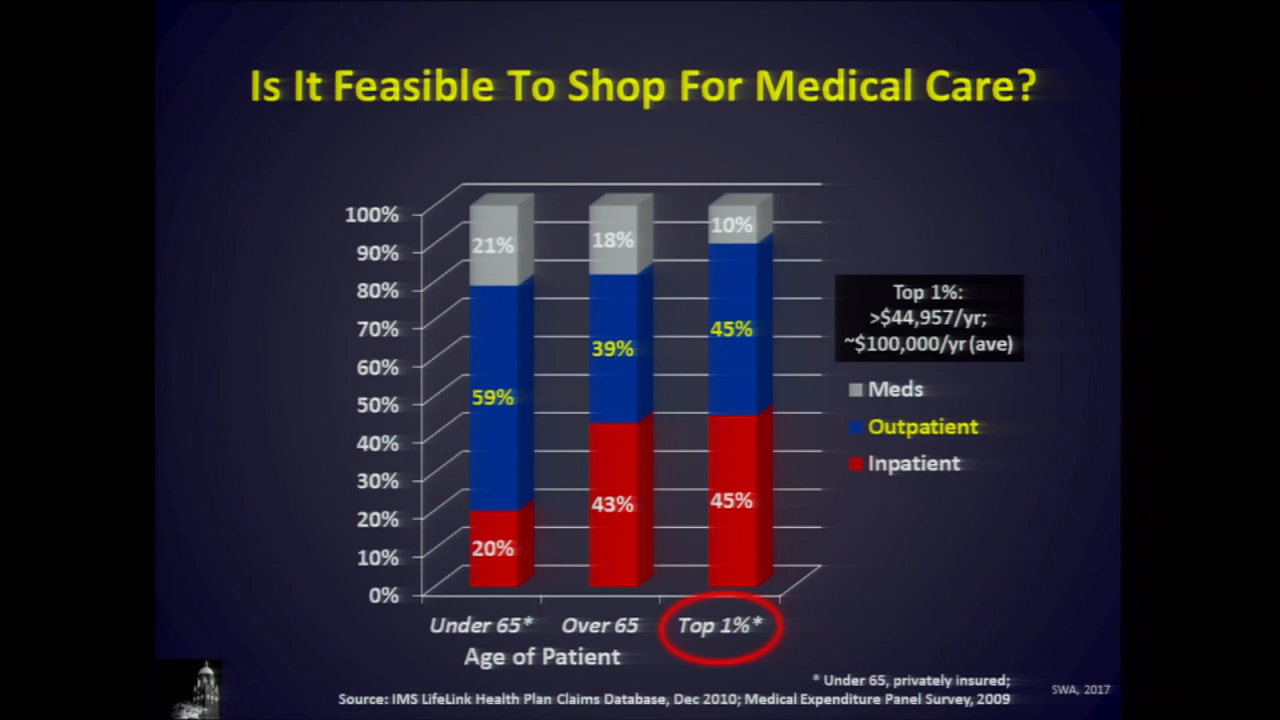 Is It Feasible To Shop For Medical Care?
100%
90%
80%
70%
60%
50%
40%
30%
20%
10%
0%
21%
59%
20%
18%
39%
43%
10%
45%
45%
Top 1%:
>$44,957/yr;
~$100,000/yr (ave)
Meds
Outpatient
Inpatient
Under 65* Over 65 Top 1%*
Age of Patient
* Under 65, privately insured;
Source: IMS LifeLink Health Plan Claims Database, Dec 2010; Medical Expenditure Panel Survey, 2009
SWA, 2017